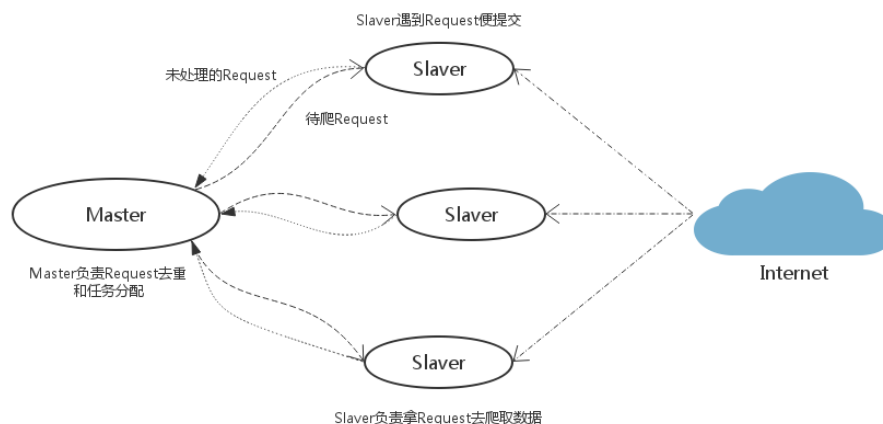 Slaver遇到Request便提交
Slaver
未处理的Request
待爬Request
Master
Slaver
Master负责Request去重
和任务分配
Internet
Slaver
Slaver负责拿Request去爬取数据